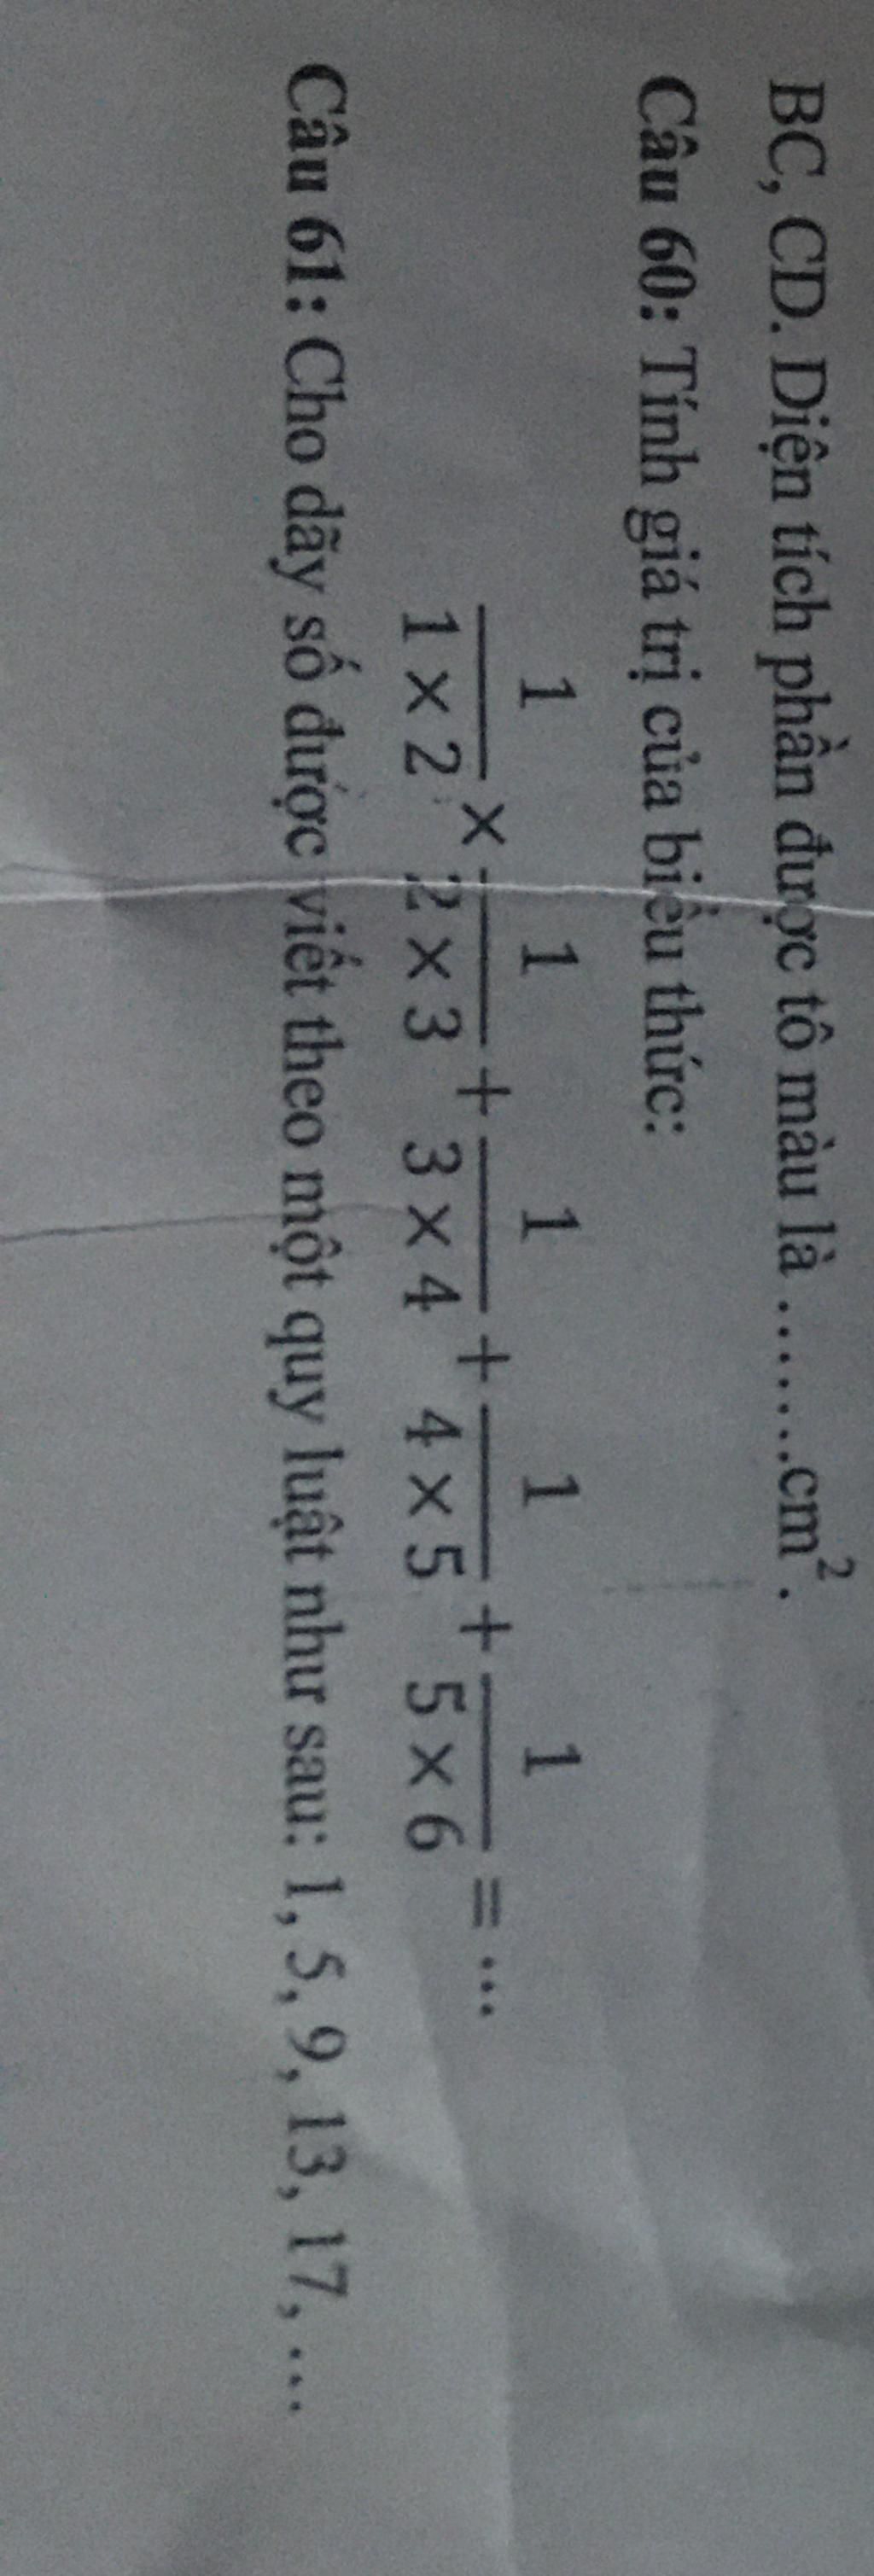 BC, CD. Diện tích phần được tô màu là ........cm².
Câu 60: Tính giá trị của biểu thức:
1/(1 × 2) × 1/(2 × 3) + 1/(3 × 4) + 1/(4 × 5) + 1/(5 × 6) = ...
Câu 61: Cho dãy số được viết theo một quy luật như sau: 1, 5, 9, 13, 17, ...